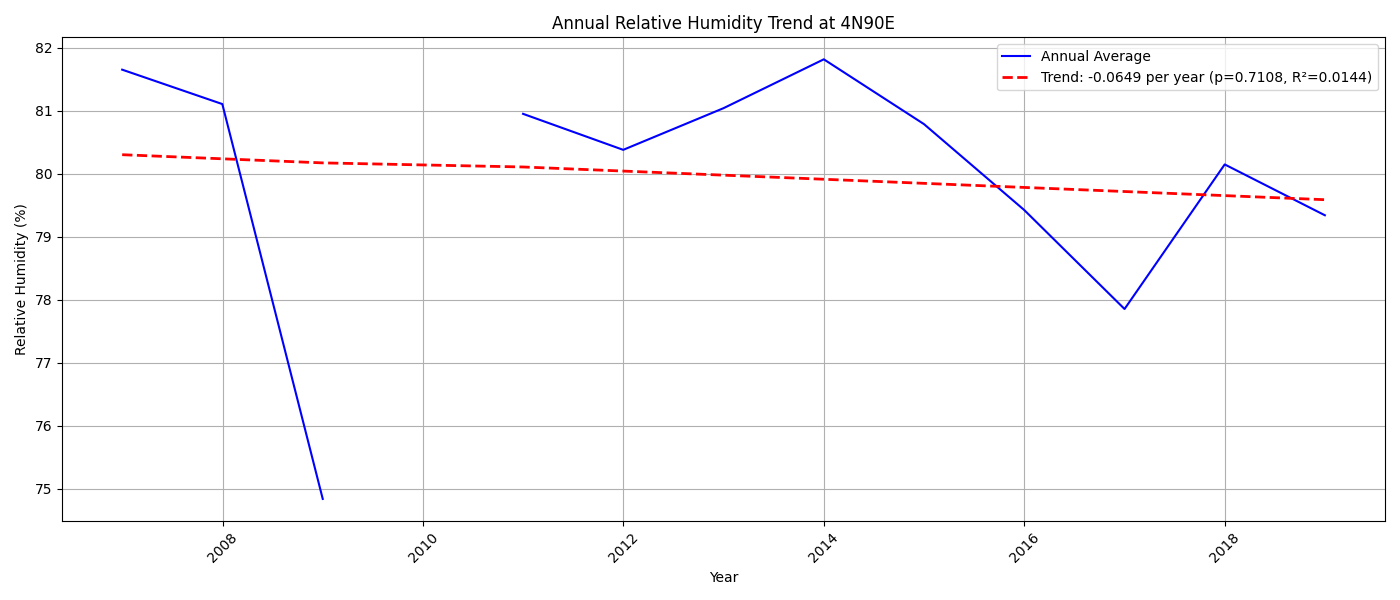 Annual Relative Humidity Trend at 4N90E
Annual Average
Trend: -0.0649 per year (p=0.7108, R²=0.0144)
Relative Humidity (%)
82
81
80
79
78
77
76
75
2008
2010
2012
2014
2016
2018
Year